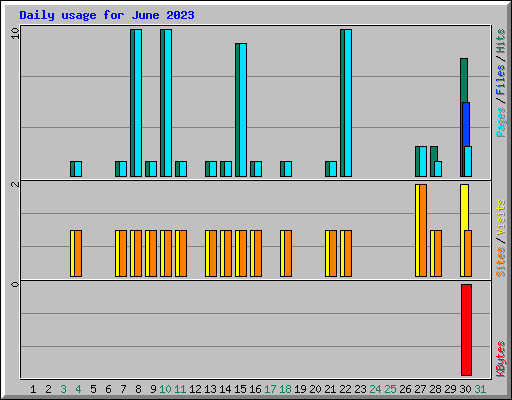 Daily usage for June 2023
10
2
0
Pages / Files / Hits
Sites / Visits
KBytes
1 2 3 4 5 6 7 8 9 10 11 12 13 14 15 16 17 18 19 20 21 22 23 24 25 26 27 28 29 30 31